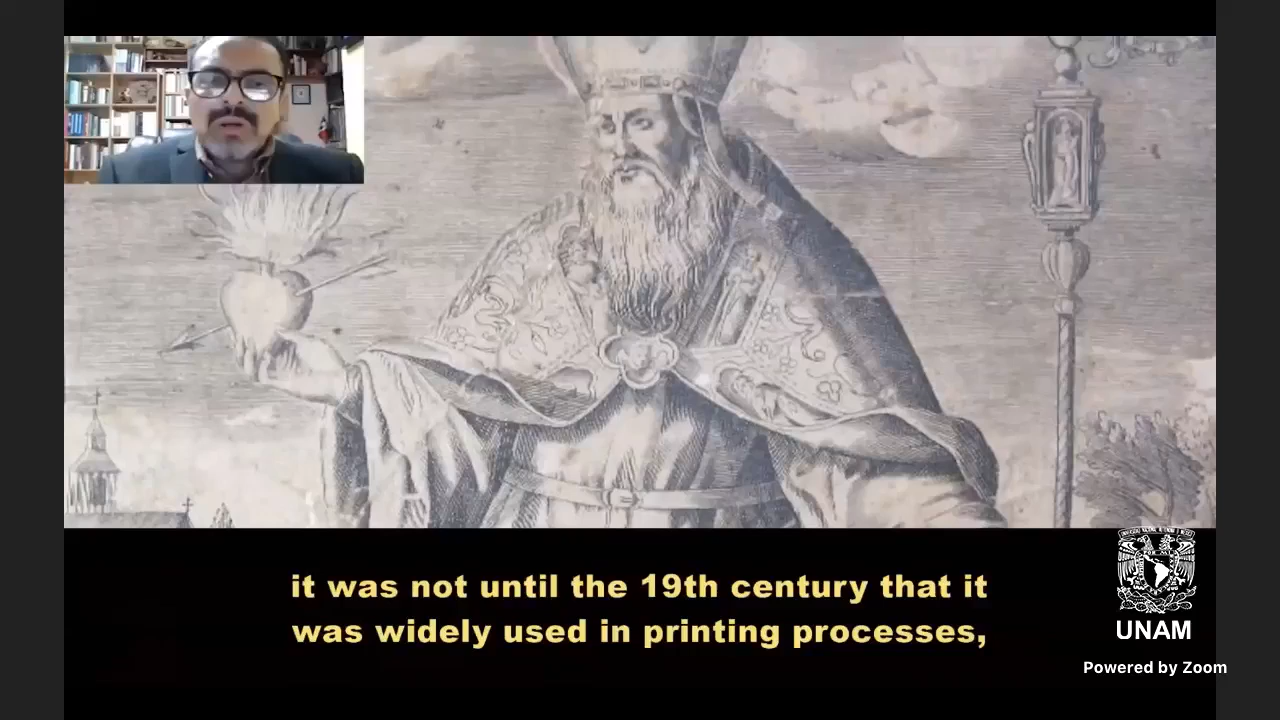 it was not until the 19th century that it
was widely used in printing processes,
UNAM
Powered by Zoom